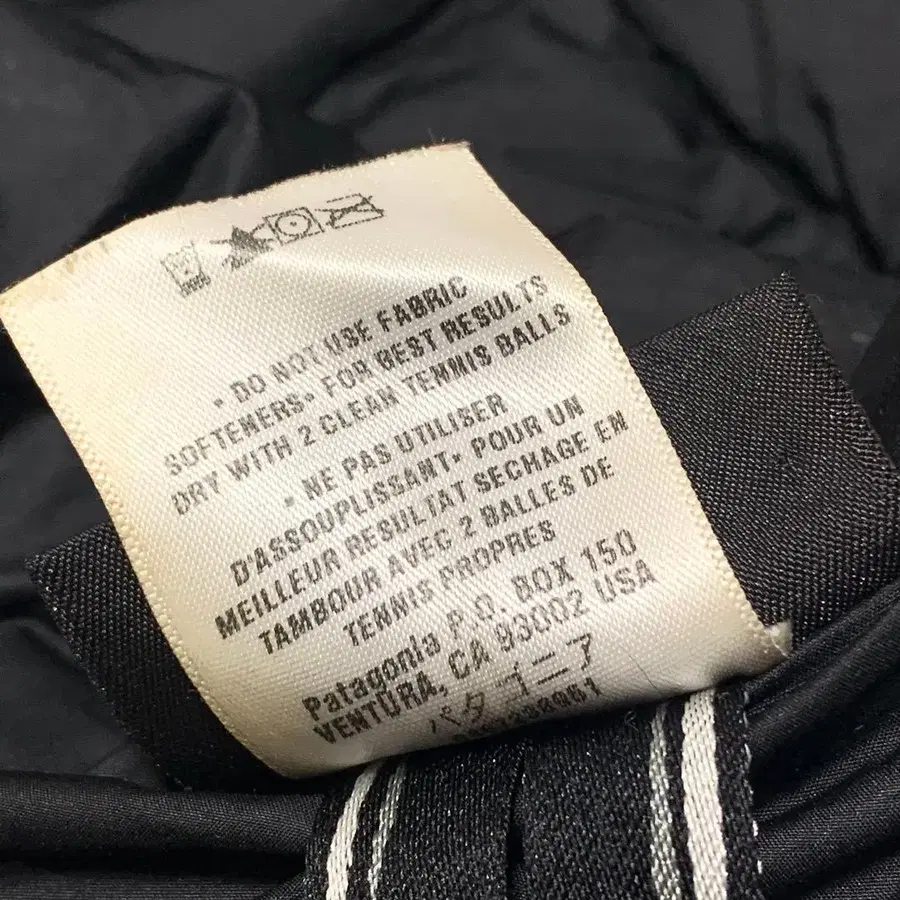 • DO NOT USE FABRIC
SOFTENERS• FOR BEST RESULTS
DRY WITH 2 CLEAN TENNIS BALLS
• NE PAS UTILISER
D'ASSOUPLISSANT• POUR UN
MEILLEUR RESULTAT SECHAGE EN
TAMBOUR AVEC 2 BALLES DE
TENNIS PROPRES
Patagonia P.O. BOX 150
VENTURA, CA 93002 USA
パタゴニア